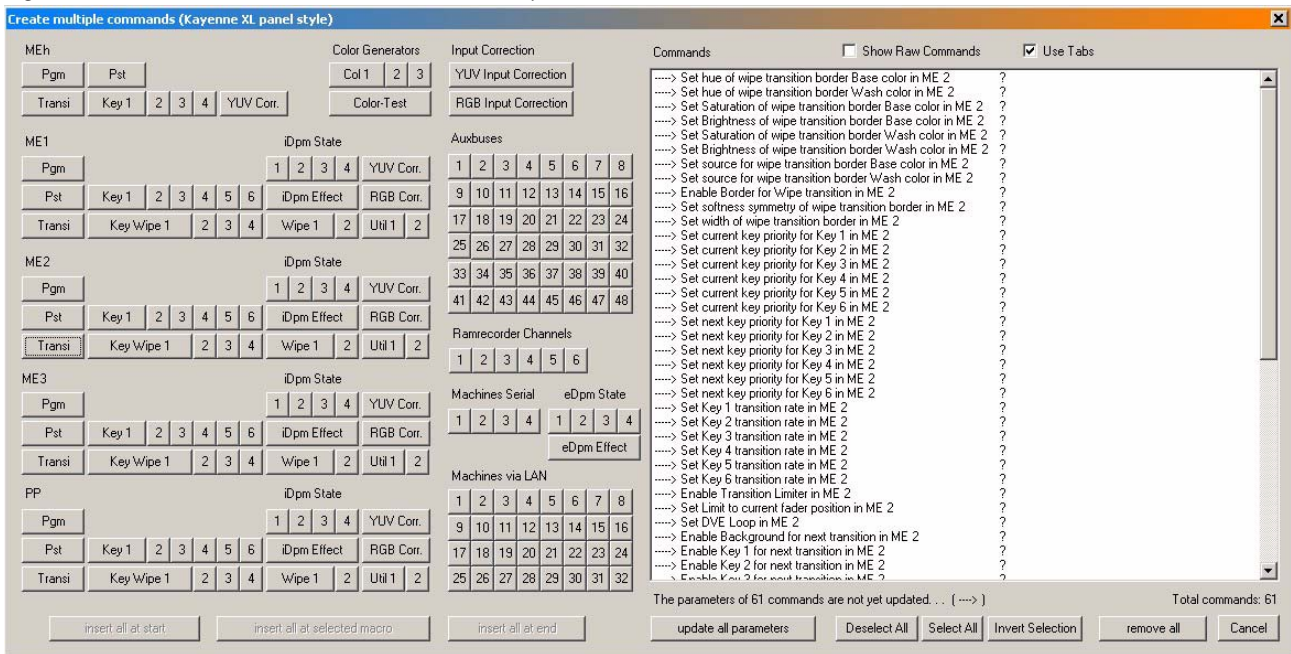 Create multiple commands (Kayenne XL panel style)
MEh
Pgm Pst
Transi Key 1 2 3 4 YUV Corr.
Color Generators
Col 1 2 3
Color-Test
ME1 iDpm State
Pgm 1 2 3 4 YUV Corr.
Pst Key 1 2 3 4 5 6 iDpm Effect RGB Corr.
Transi Key Wipe 1 2 3 4 Wipe 1 2 Util 1 2
ME2 iDpm State
Pgm 1 2 3 4 YUV Corr.
Pst Key 1 2 3 4 5 6 iDpm Effect RGB Corr.
Transi Key Wipe 1 2 3 4 Wipe 1 2 Util 1 2
ME3 iDpm State
Pgm 1 2 3 4 YUV Corr.
Pst Key 1 2 3 4 5 6 iDpm Effect RGB Corr.
Transi Key Wipe 1 2 3 4 Wipe 1 2 Util 1 2
PP iDpm State
Pgm 1 2 3 4 YUV Corr.
Pst Key 1 2 3 4 5 6 iDpm Effect RGB Corr.
Transi Key Wipe 1 2 3 4 Wipe 1 2 Util 1 2
Input Correction
YUV Input Correction
RGB Input Correction
Auxbuses
1 2 3 4 5 6 7 8
9 10 11 12 13 14 15 16
17 18 19 20 21 22 23 24
25 26 27 28 29 30 31 32
33 34 35 36 37 38 39 40
41 42 43 44 45 46 47 48
Ramrecorder Channels
1 2 3 4 5 6
Machines Serial eDpm State
1 2 3 4 1 2 3 4
eDpm Effect
Machines via LAN
1 2 3 4 5 6 7 8
9 10 11 12 13 14 15 16
17 18 19 20 21 22 23 24
25 26 27 28 29 30 31 32
Commands Show Raw Commands Use Tabs
----> Set hue of wipe transition border Base color in ME 2 ?
----> Set hue of wipe transition border Wash color in ME 2 ?
----> Set Saturation of wipe transition border Base color in ME 2 ?
----> Set Brightness of wipe transition border Base color in ME 2 ?
----> Set Saturation of wipe transition border Wash color in ME 2 ?
----> Set Brightness of wipe transition border Wash color in ME 2 ?
----> Set source for wipe transition border Base color in ME 2 ?
----> Set source for wipe transition border Wash color in ME 2 ?
----> Enable Border for Wipe transition in ME 2 ?
----> Set softness symmetry of wipe transition border in ME 2 ?
----> Set width of wipe transition border in ME 2 ?
----> Set current key priority for Key 1 in ME 2 ?
----> Set current key priority for Key 2 in ME 2 ?
----> Set current key priority for Key 3 in ME 2 ?
----> Set current key priority for Key 4 in ME 2 ?
----> Set current key priority for Key 5 in ME 2 ?
----> Set current key priority for Key 6 in ME 2 ?
----> Set next key priority for Key 1 in ME 2 ?
----> Set next key priority for Key 2 in ME 2 ?
----> Set next key priority for Key 3 in ME 2 ?
----> Set next key priority for Key 4 in ME 2 ?
----> Set next key priority for Key 5 in ME 2 ?
----> Set next key priority for Key 6 in ME 2 ?
----> Set Key 1 transition rate in ME 2 ?
----> Set Key 2 transition rate in ME 2 ?
----> Set Key 3 transition rate in ME 2 ?
----> Set Key 4 transition rate in ME 2 ?
----> Set Key 5 transition rate in ME 2 ?
----> Set Key 6 transition rate in ME 2 ?
----> Enable Transition Limiter in ME 2 ?
----> Set Limit to current fader position in ME 2 ?
----> Set DVE Loop in ME 2 ?
----> Enable Background for next transition in ME 2 ?
----> Enable Key 1 for next transition in ME 2 ?
----> Enable Key 2 for next transition in ME 2 ?
----> Enable Key 3 for next transition in ME 2 ?
The parameters of 61 commands are not yet updated. . . ( ----> ) Total commands: 61
insert all at start insert all at selected macro insert all at end update all parameters Deselect All Select All Invert Selection remove all Cancel